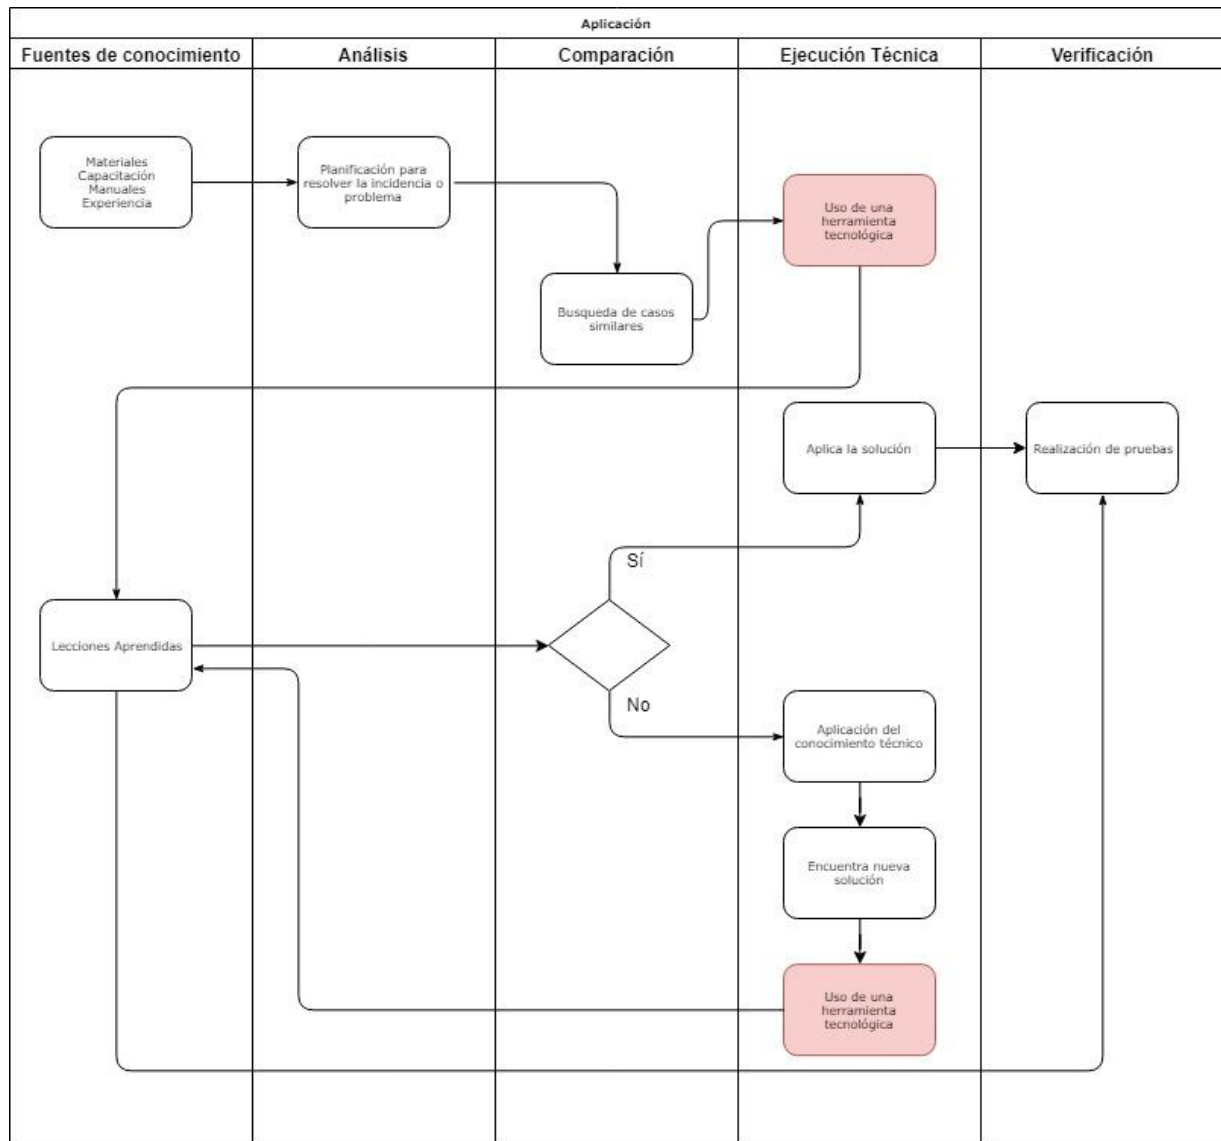 Aplicación
Fuentes de conocimiento
Análisis
Comparación
Ejecución Técnica
Verificación
Materiales
Capacitación
Manuales
Experiencia
Planificación para
resolver la incidencia o
problema
Uso de una
herramienta
tecnológica
Busqueda de casos
similares
Aplica la solución
Realización de pruebas
Sí
Lecciones Aprendidas
No
Aplicación del
conocimiento técnico
Encuentra nueva
solución
Uso de una
herramienta
tecnológica